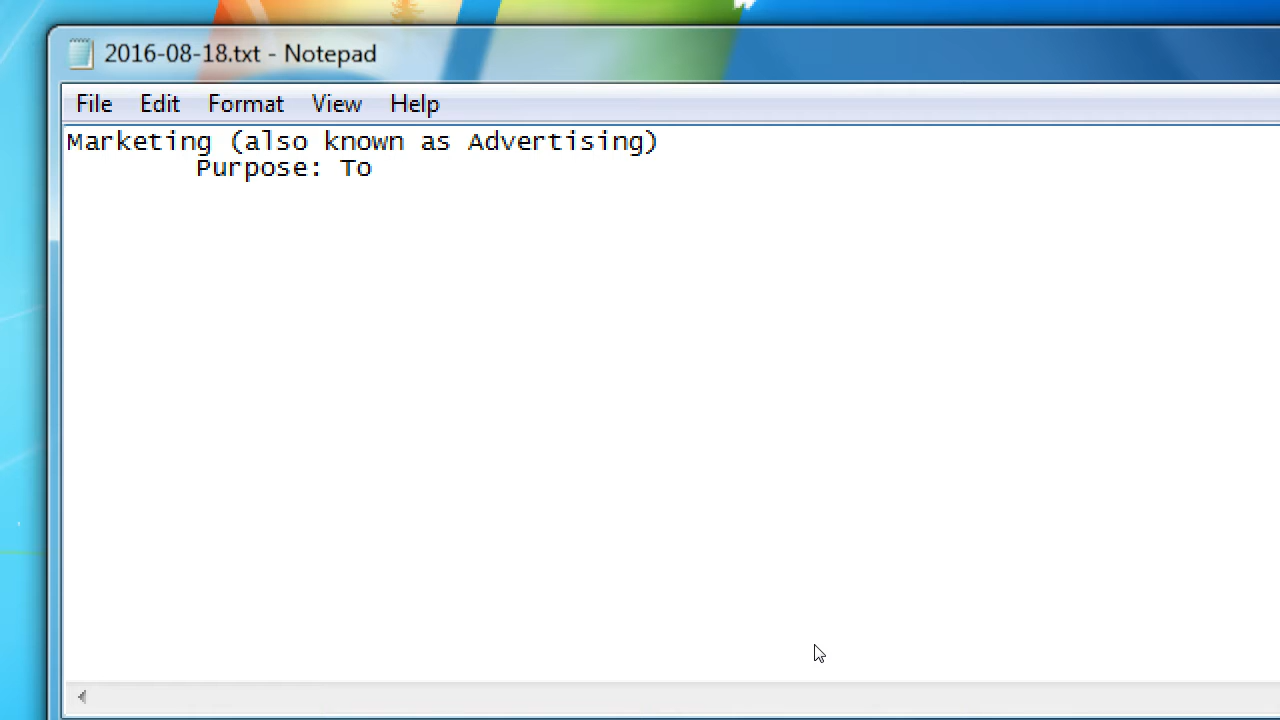 2016-08-18.txt - Notepad
File Edit Format View Help
Marketing (also known as Advertising)
Purpose: To